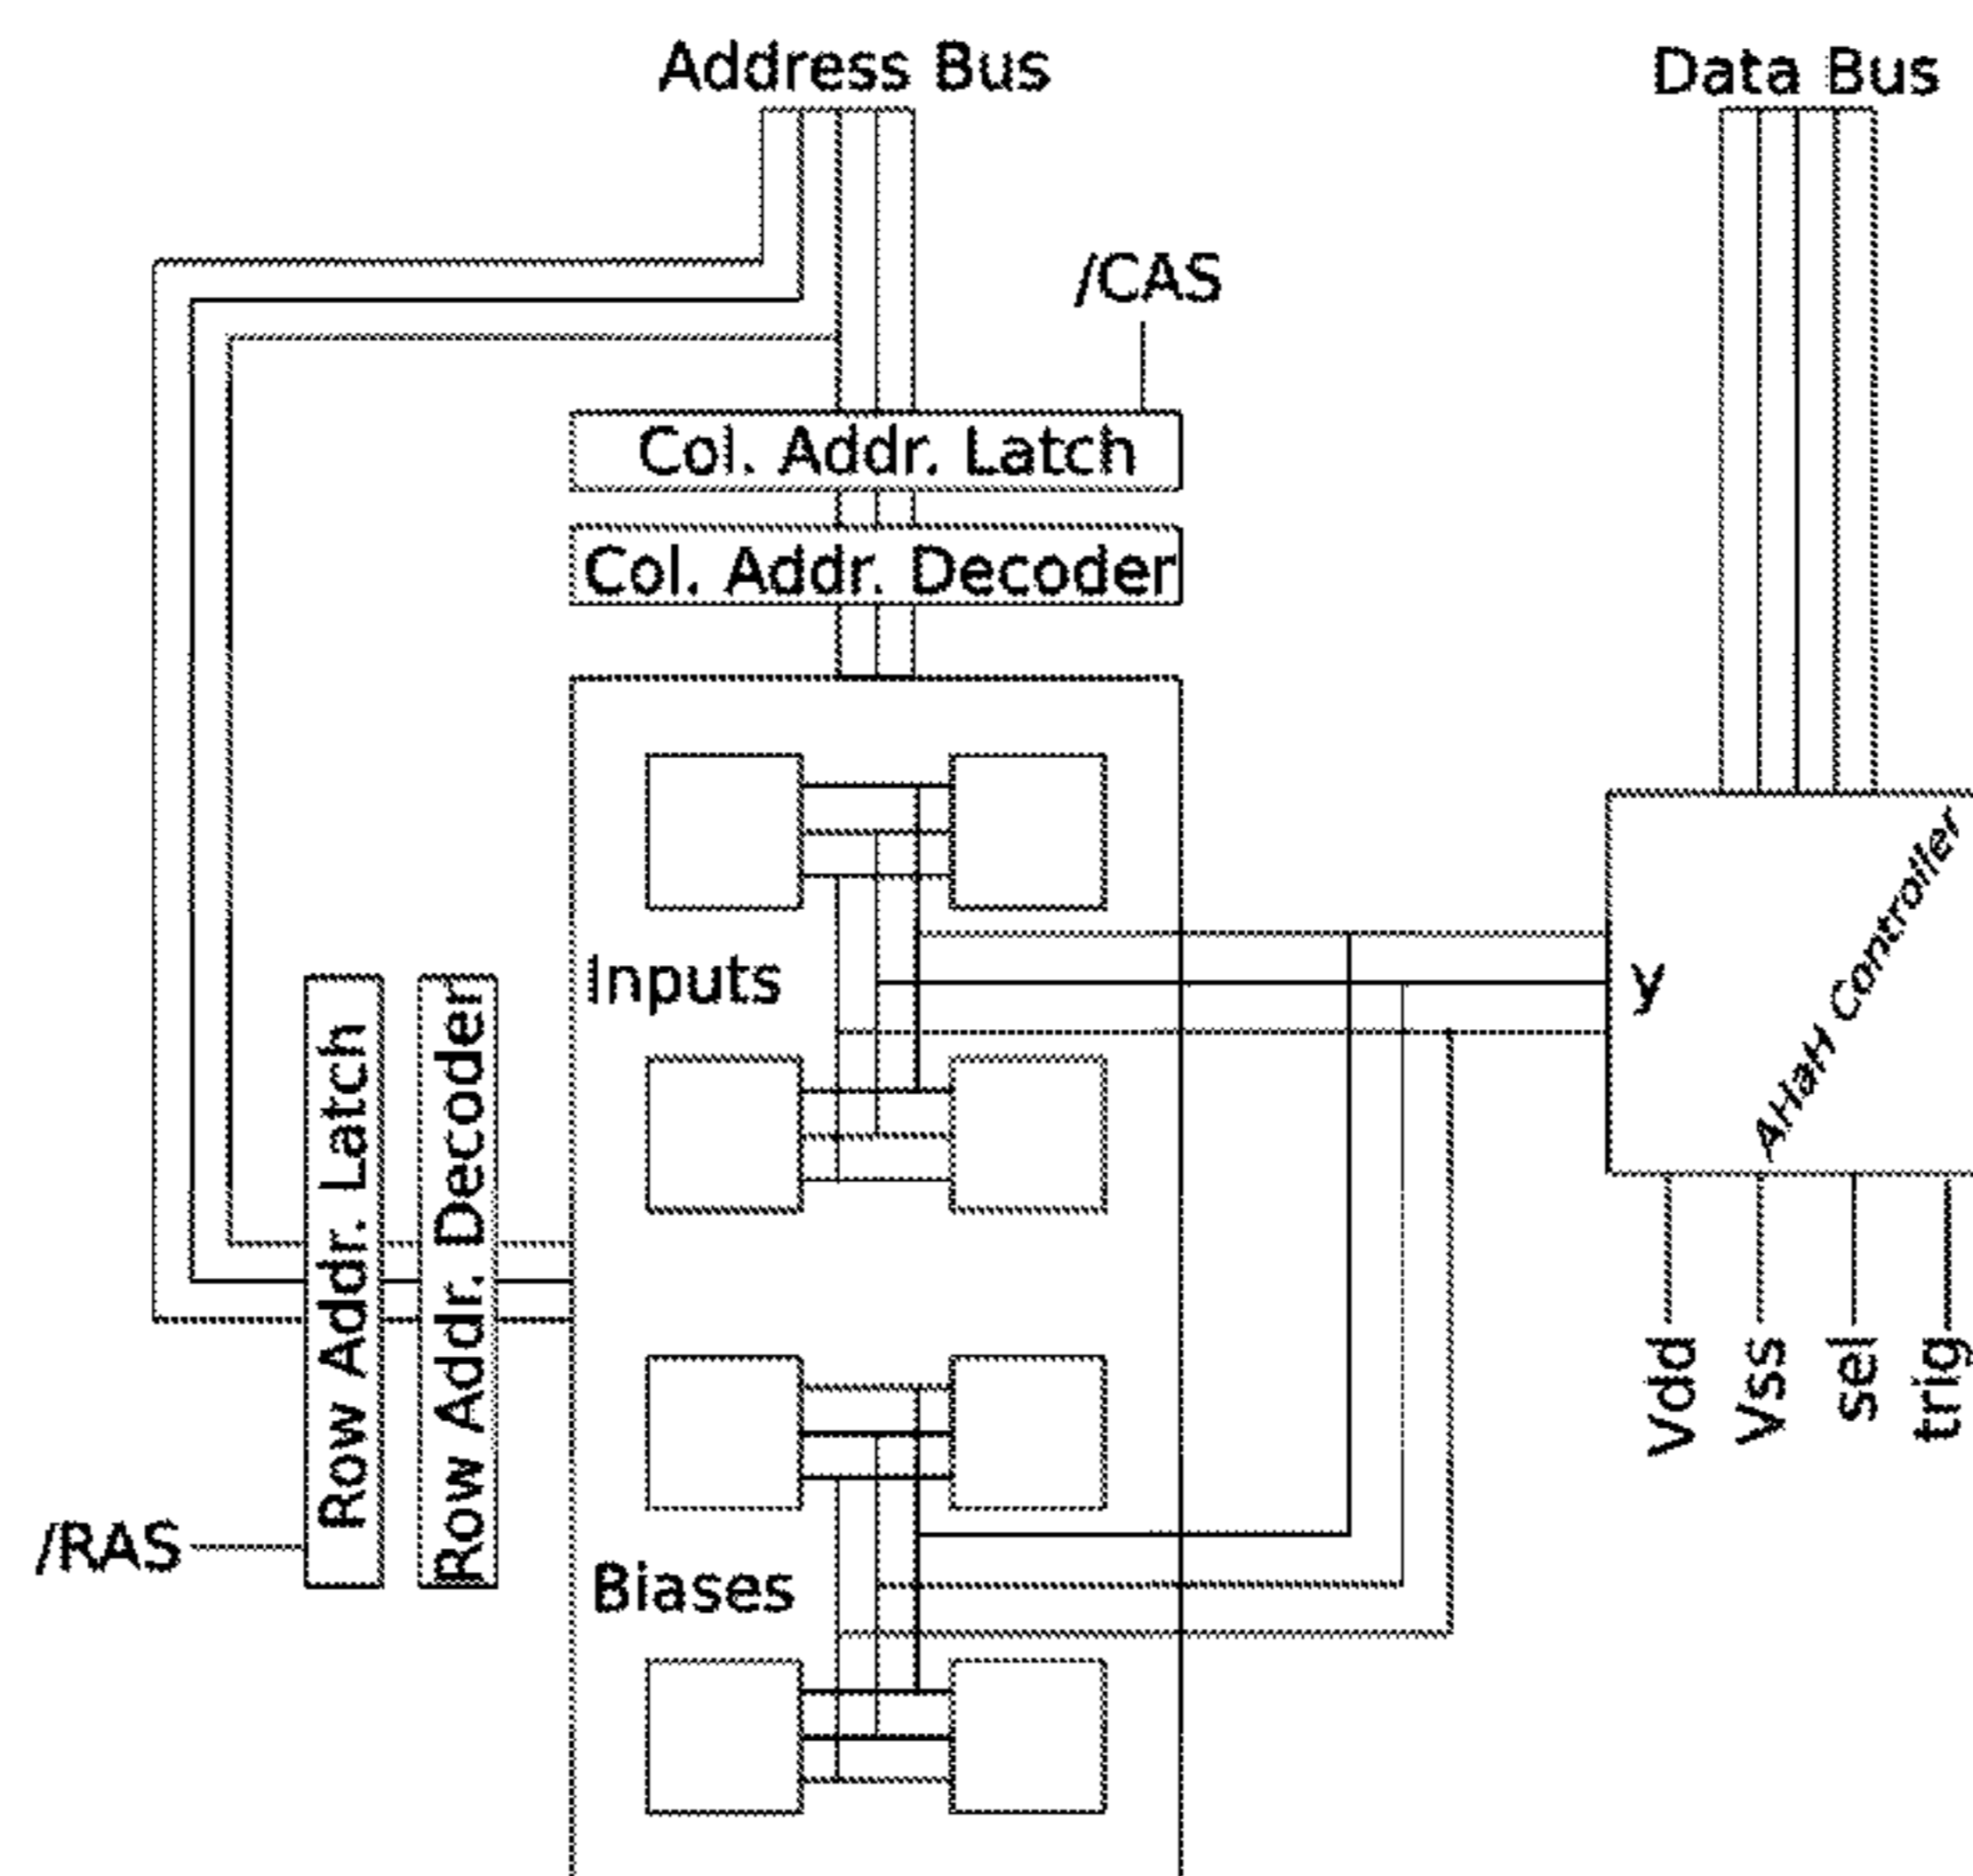 Address Bus
Data Bus
/CAS
Col. Addr. Latch
Col. Addr. Decoder
Inputs
y
AHaH Controller
Row Addr. Latch
Row Addr. Decoder
Vdd
Vss
sel
trig
/RAS
Biases